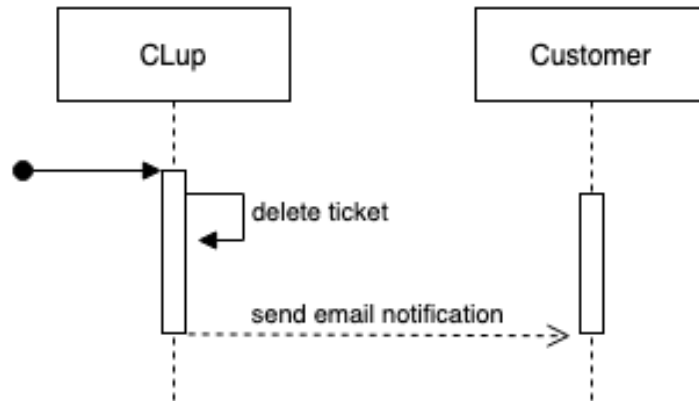 CLup
Customer
delete ticket
send email notification